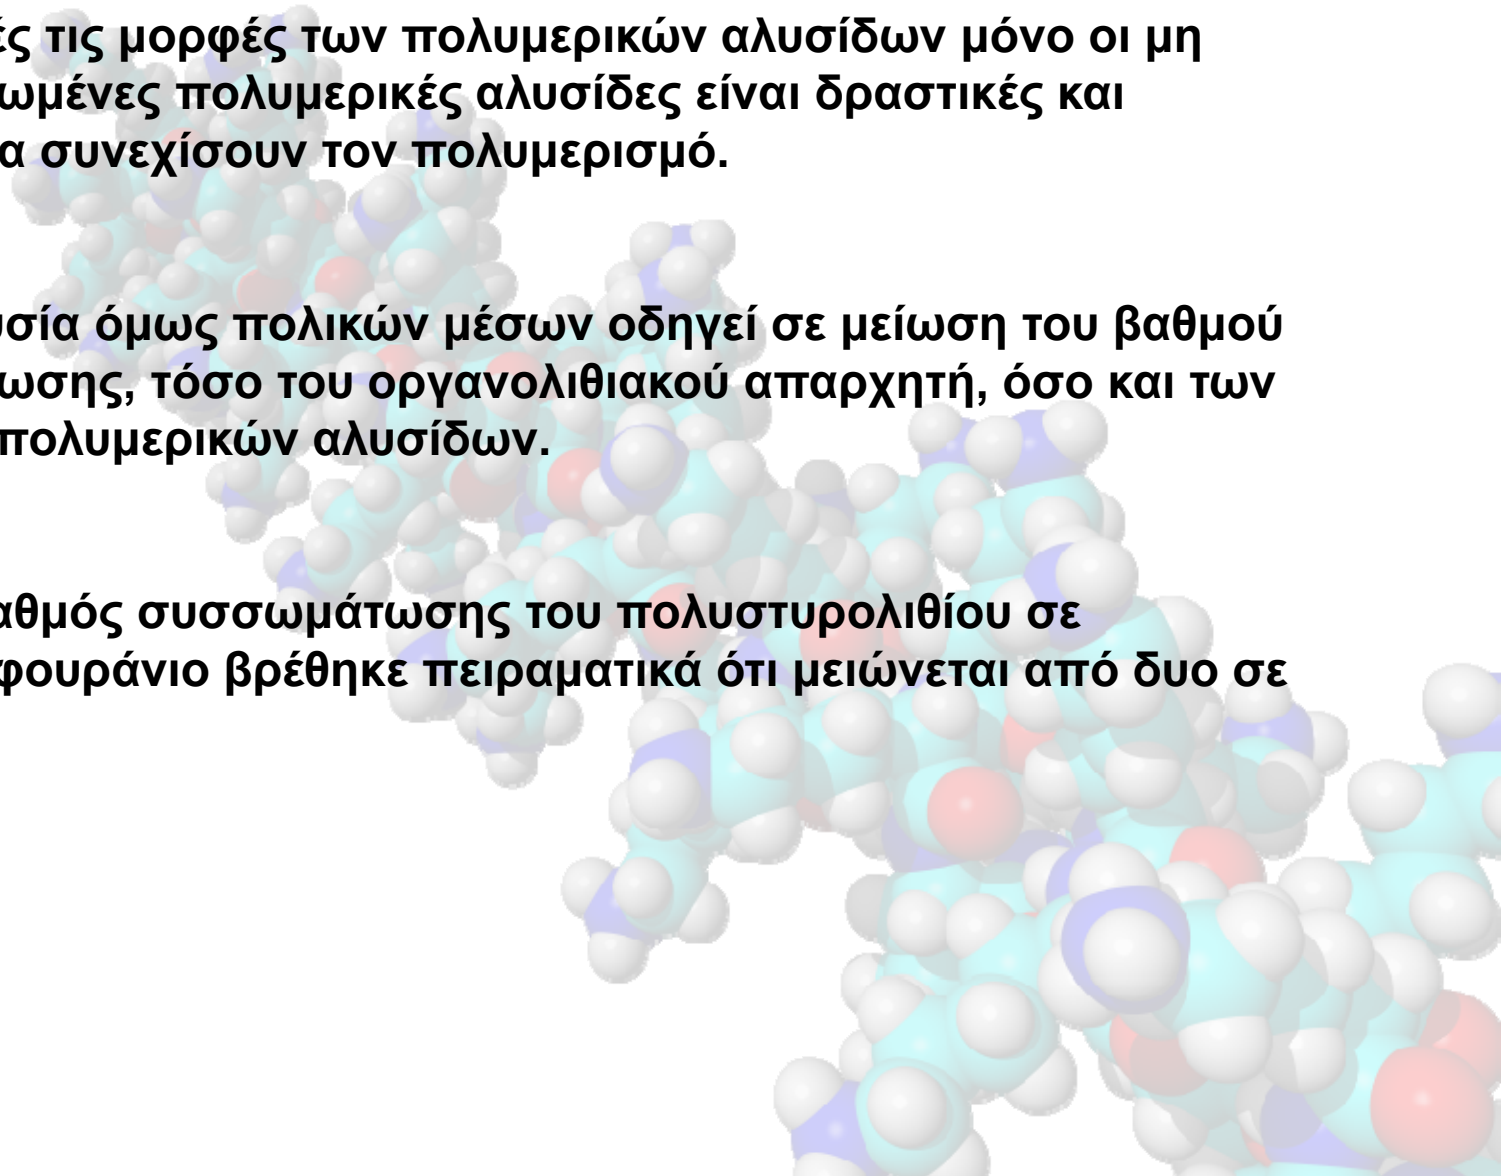 ές τις μορφές των πολυμερικών αλυσίδων μόνο οι μη
ωμένες πολυμερικές αλυσίδες είναι δραστικές και
α συνεχίσουν τον πολυμερισμό.
υσία όμως πολικών μέσων οδηγεί σε μείωση του βαθμού
ωσης, τόσο του οργανολιθιακού απαρχητή, όσο και των
πολυμερικών αλυσίδων.
αθμός συσσωμάτωσης του πολυστυρολιθίου σε
φουράνιο βρέθηκε πειραματικά ότι μειώνεται από δυο σε